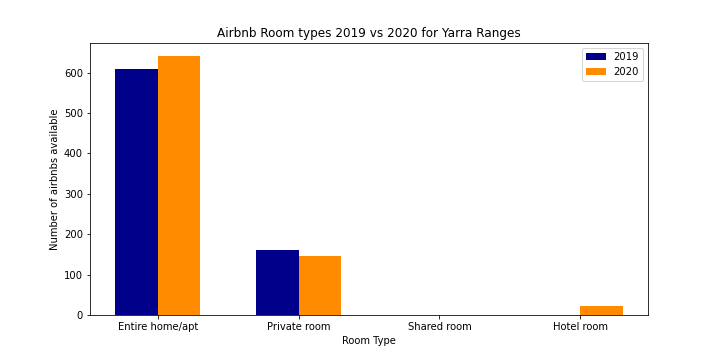 Airbnb Room types 2019 vs 2020 for Yarra Ranges
2019
2020
Number of airbnbs available
600
500
400
300
200
100
0
Entire home/apt
Private room
Shared room
Hotel room
Room Type